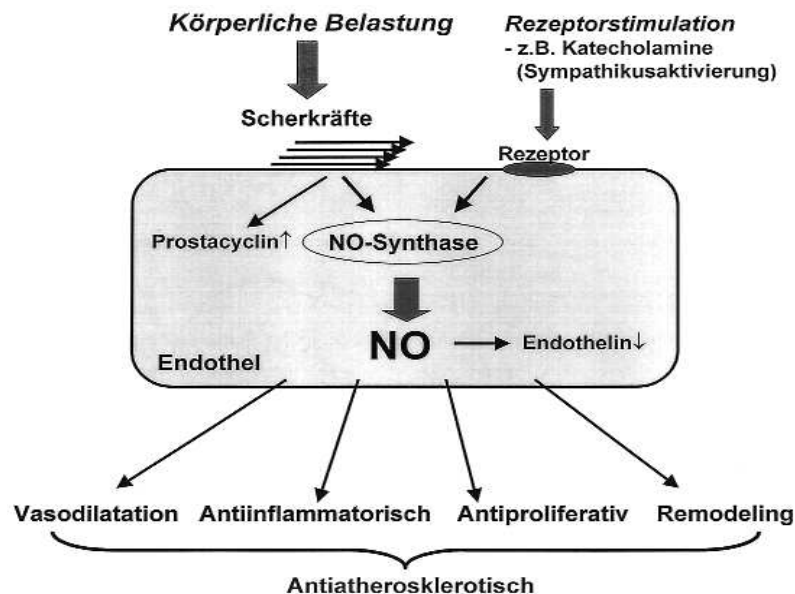 Körperliche Belastung
Rezeptorstimulation
- z.B. Katecholamine
(Sympathikusaktivierung)
Scherkräfte
Rezeptor
Prostacyclin↑
NO-Synthase
NO
Endothelin↓
Endothel
Vasodilatation
Antiinflammatorisch
Antiproliferativ
Remodeling
Antiatherosklerotisch